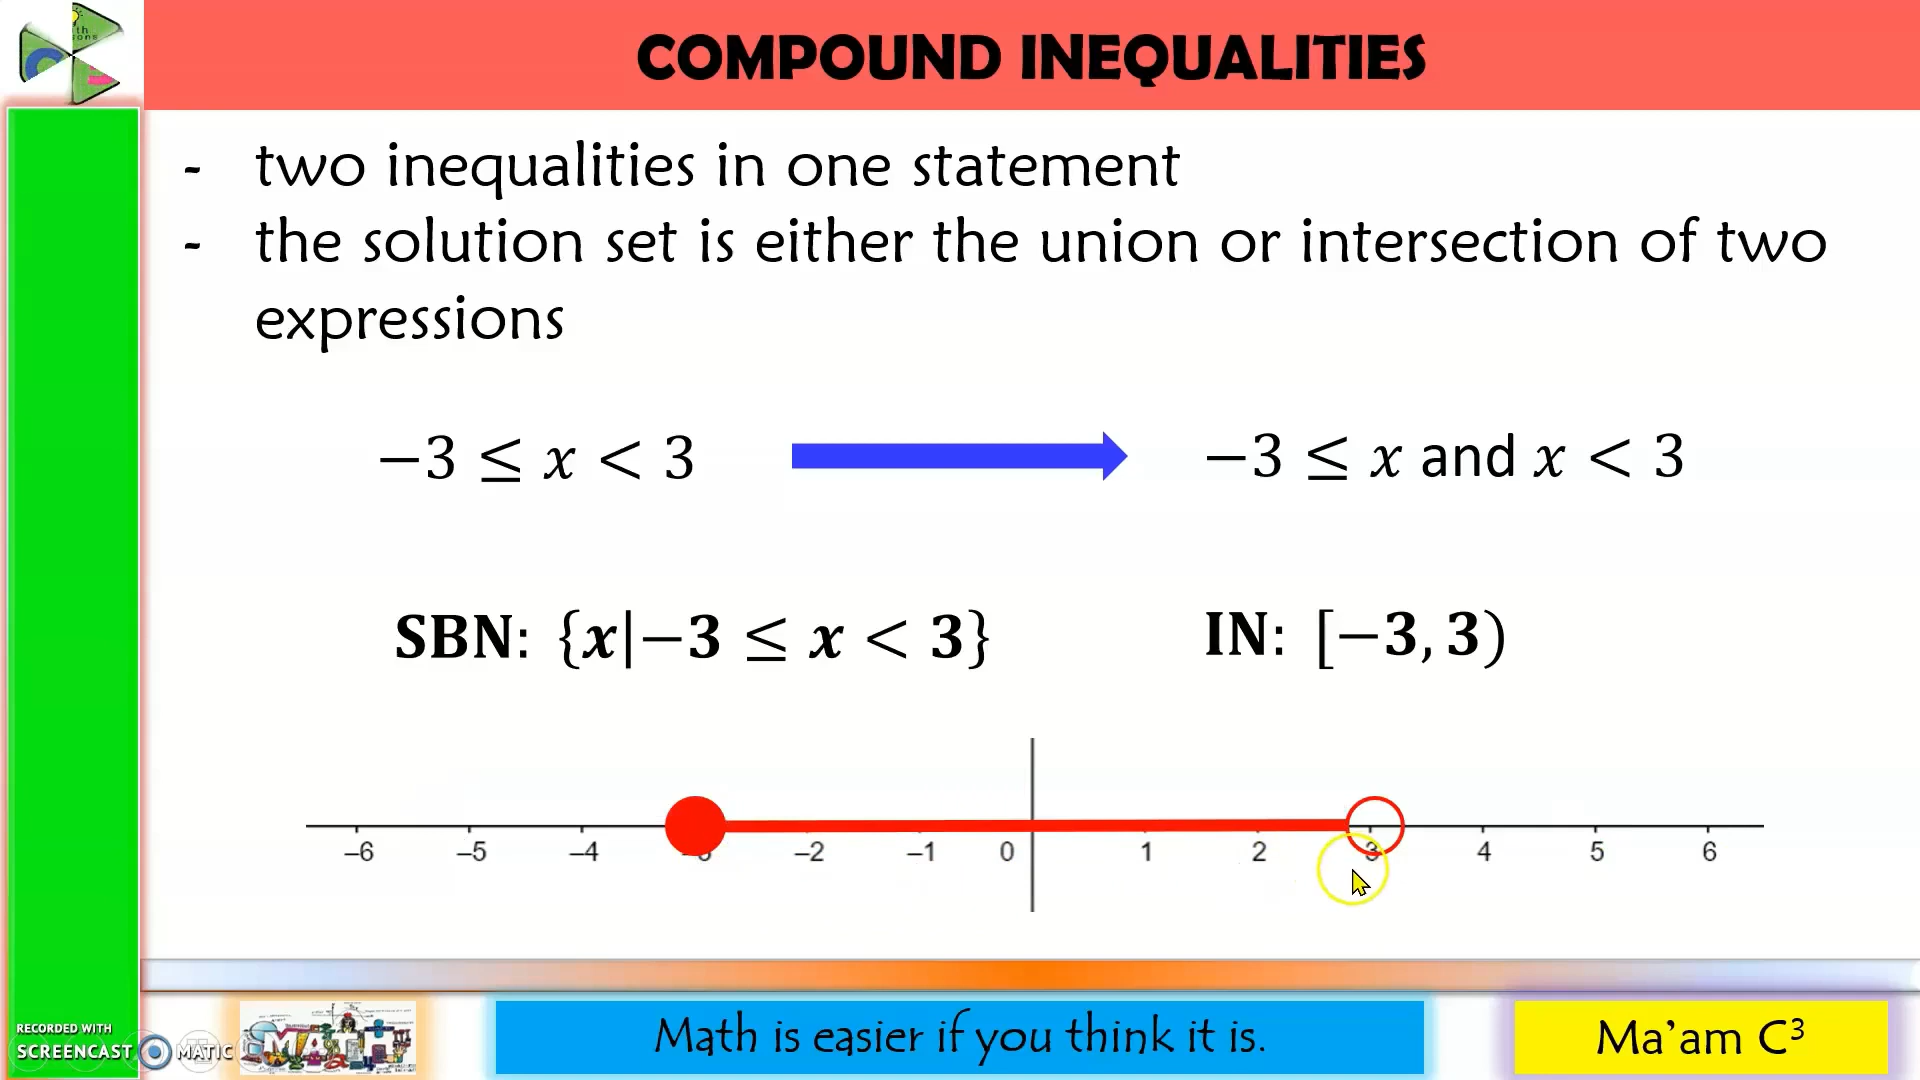 COMPOUND INEQUALITIES
- two inequalities in one statement
- the solution set is either the union or intersection of two
expressions
−3 ≤ x < 3
−3 ≤ x and x < 3
SBN: {x|−3 ≤ x < 3}
IN: [−3, 3)
–6 –5 –4 –2 –1 0 1 2 3 4 5 6
RECORDED WITH
SCREENCAST MATIC
MATH
Math is easier if you think it is.
Ma'am C³